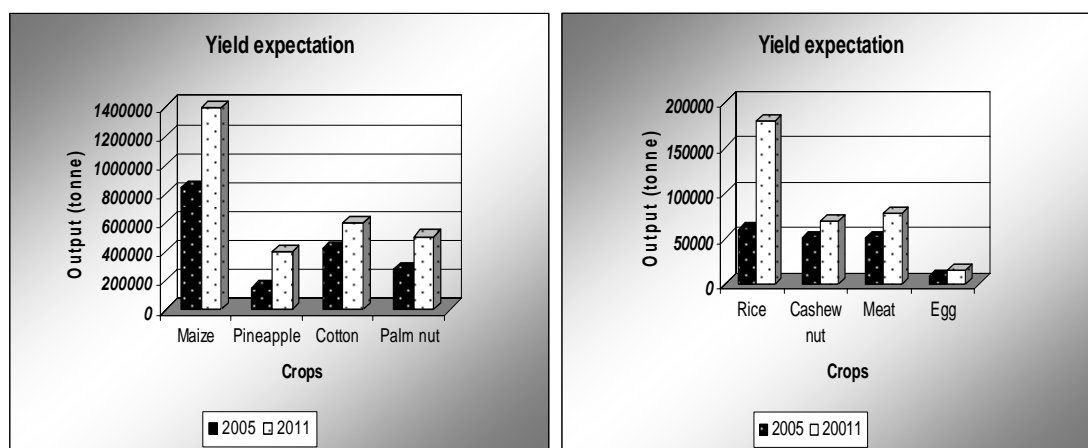 Yield expectation
Output (tonne)
1400000
1200000
1000000
800000
600000
400000
200000
0
Maize Pineapple Cotton Palm nut
Crops
2005 2011
Yield expectation
Output (tonne)
200000
150000
100000
50000
0
Rice Cashew Meat Egg
nut
Crops
2005 20011